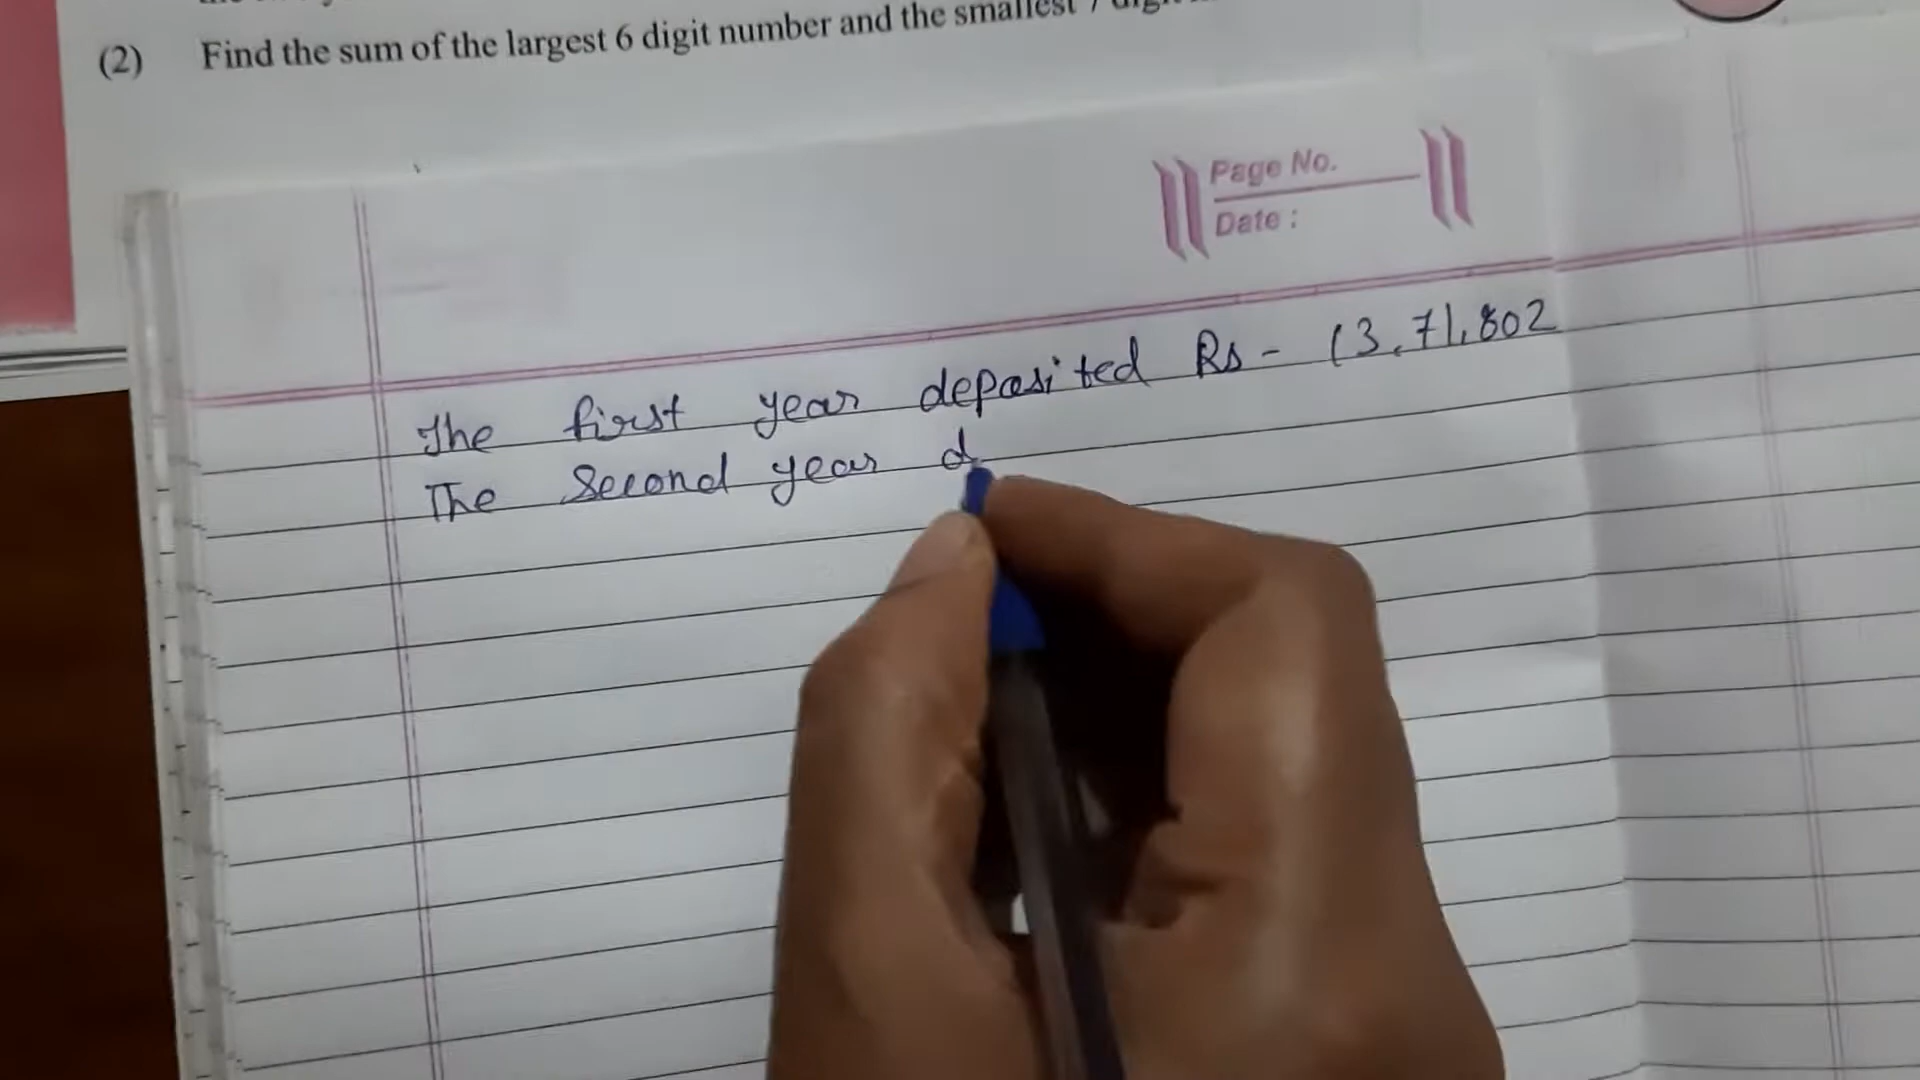 (2) Find the sum of the largest 6 digit number and the smallest 7
Page No.
Date :
The first year deposited Rs - 13,71,802
The Second year d